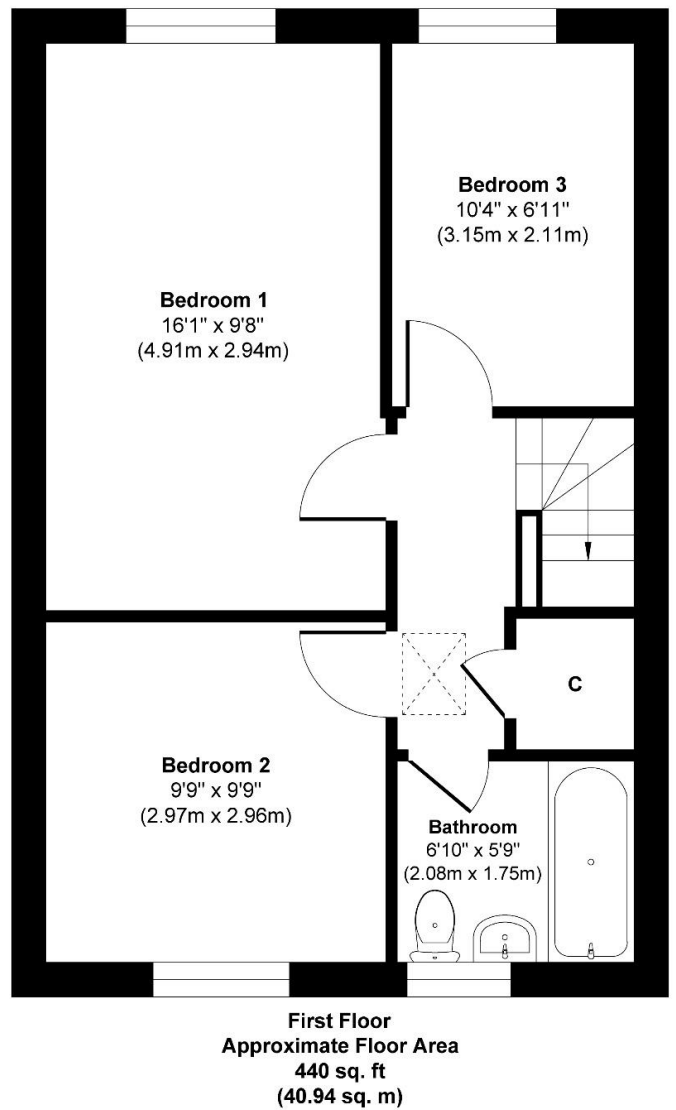 Bedroom 3
10'4" x 6'11"
(3.15m x 2.11m)
Bedroom 1
16'1" x 9'8"
(4.91m x 2.94m)
C
Bedroom 2
9'9" x 9'9"
(2.97m x 2.96m)
Bathroom
6'10" x 5'9"
(2.08m x 1.75m)
First Floor
Approximate Floor Area
440 sq. ft
(40.94 sq. m)